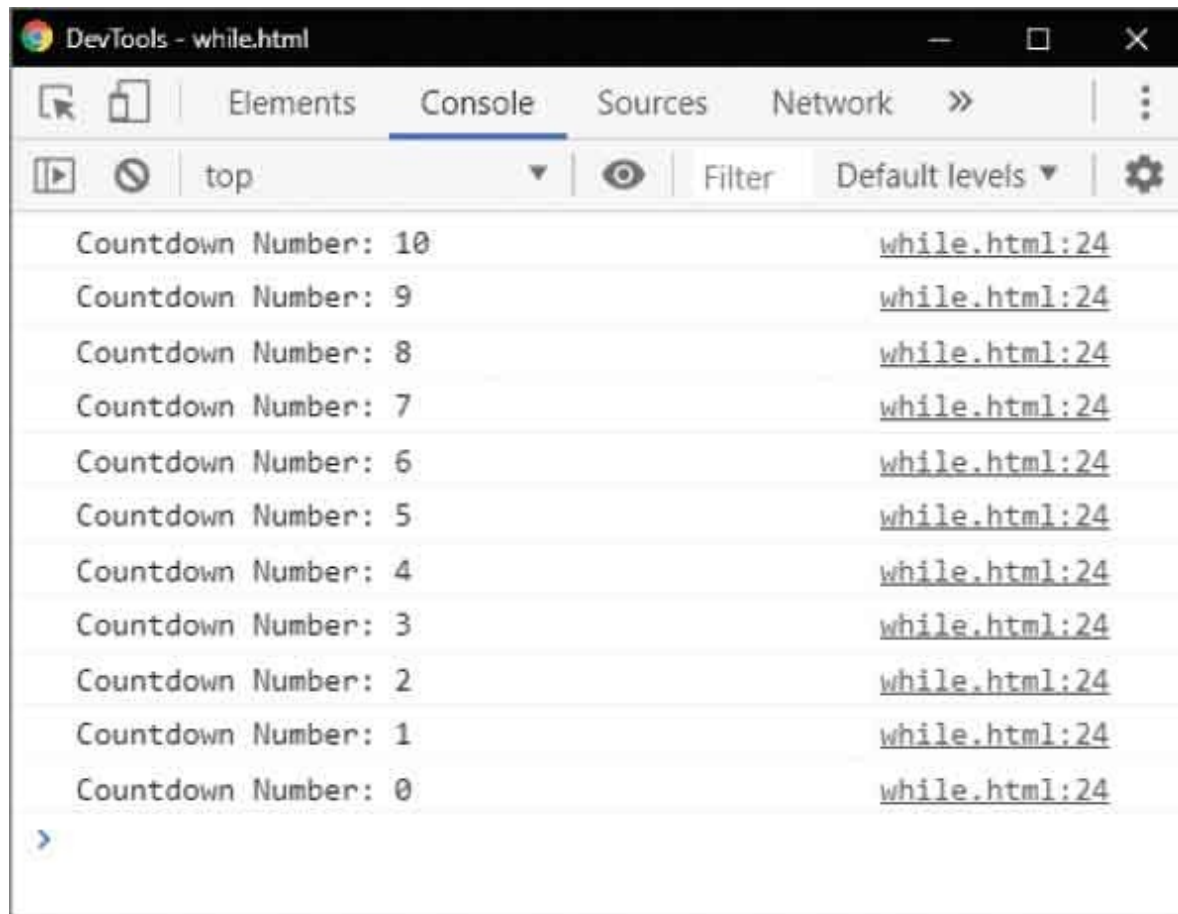 DevTools - while.html
Elements Console Sources Network »
top Filter Default levels
Countdown Number: 10 while.html:24
Countdown Number: 9 while.html:24
Countdown Number: 8 while.html:24
Countdown Number: 7 while.html:24
Countdown Number: 6 while.html:24
Countdown Number: 5 while.html:24
Countdown Number: 4 while.html:24
Countdown Number: 3 while.html:24
Countdown Number: 2 while.html:24
Countdown Number: 1 while.html:24
Countdown Number: 0 while.html:24